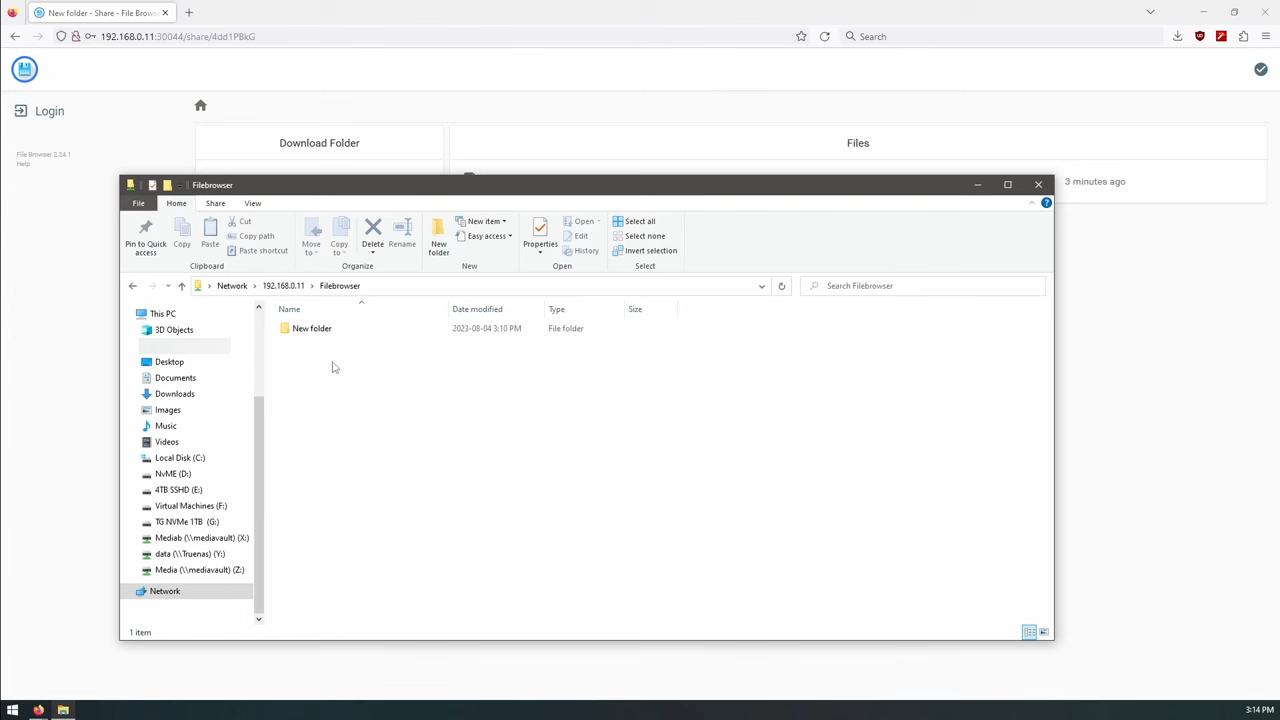 New folder - Share - File Brows
192.168.0.11:30044/share/4dd1PBkG
Search
Login
File Browser 2.24.1
Help
Download Folder
Files
3 minutes ago
Filebrowser
File Home Share View
Pin to Quick access
Copy
Paste
Cut
Copy path
Paste shortcut
Clipboard
Move to
Copy to
Delete
Rename
Organize
New folder
New item
Easy access
New
Properties
Open
Edit
History
Open
Select all
Select none
Invert selection
Select
Network > 192.168.0.11 > Filebrowser
Search Filebrowser
Name Date modified Type Size
New folder 2023-08-04 3:10 PM File folder
This PC
3D Objects
Desktop
Documents
Downloads
Images
Music
Videos
Local Disk (C:)
NvME (D:)
4TB SSHD (E:)
Virtual Machines (F:)
TG NVMe 1TB (G:)
Mediab (\\mediavault) (X:)
data (\\Truenas) (Y:)
Media (\\mediavault) (Z:)
Network
1 item
3:14 PM